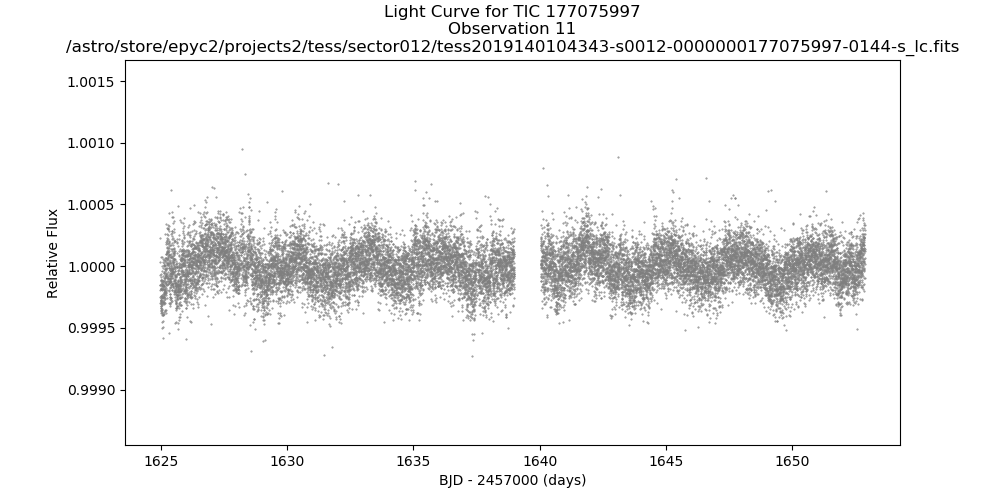 Light Curve for TIC 177075997
Observation 11
/astro/store/epyc2/projects2/tess/sector012/tess2019140104343-s0012-0000000177075997-0144-s_lc.fits
1.0015
1.0010
1.0005
1.0000
0.9995
0.9990
Relative Flux
1625 1630 1635 1640 1645 1650
BJD - 2457000 (days)